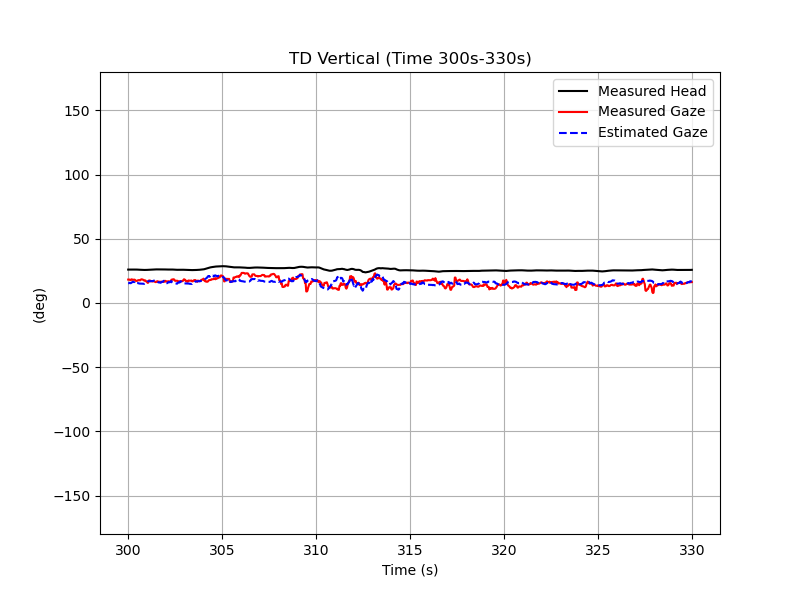 TD Vertical (Time 300s-330s)
Measured Head
Measured Gaze
Estimated Gaze
150
100
50
0
−50
−100
−150
(deg)
300 305 310 315 320 325 330
Time (s)